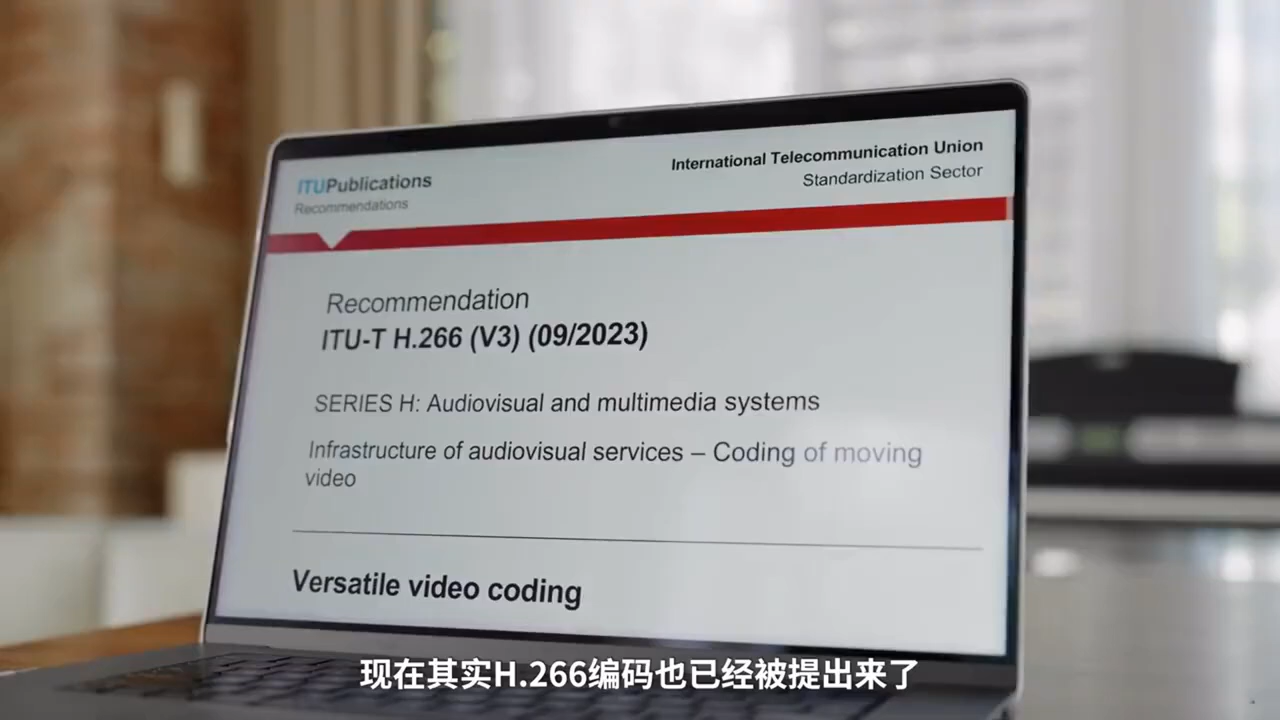 ITUPublications
Recommendations
International Telecommunication Union
Standardization Sector
Recommendation
ITU-T H.266 (V3) (09/2023)
SERIES H: Audiovisual and multimedia systems
Infrastructure of audiovisual services – Coding of moving
video
Versatile video coding
现在其实H.266编码也已经被提出来了